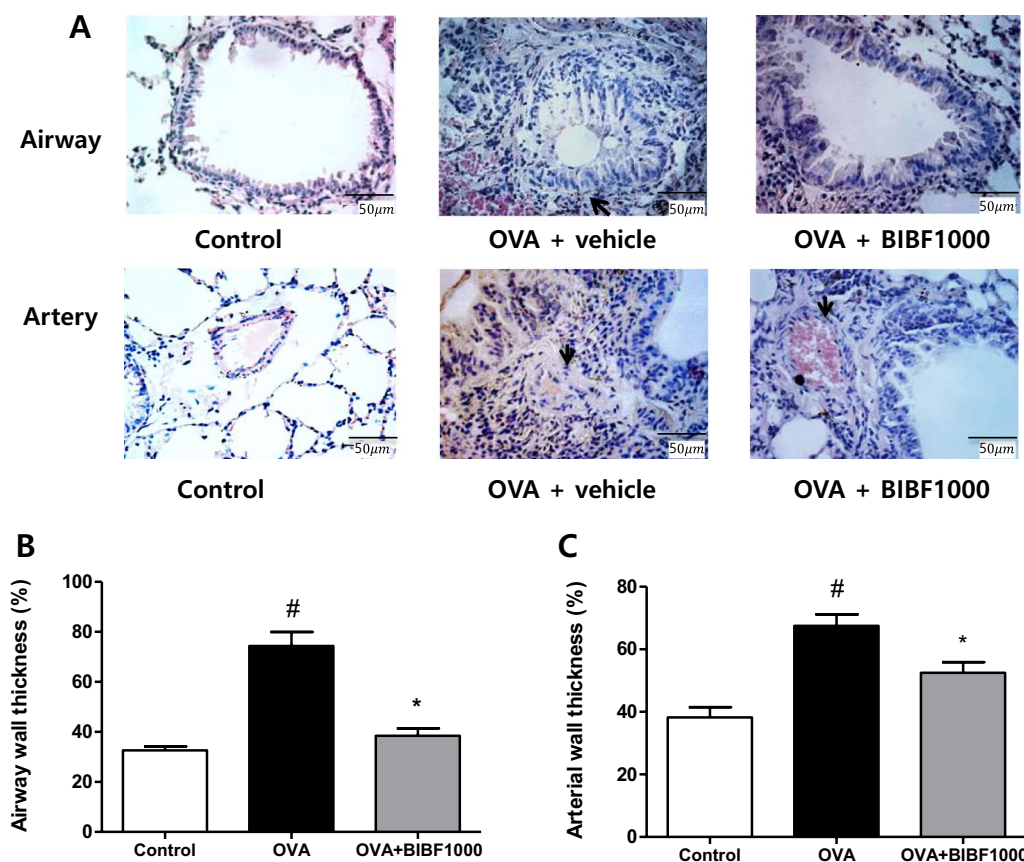 A
Airway
50μm
50μm
50μm
Control
OVA + vehicle
OVA + BIBF1000
Artery
50μm
50μm
50μm
Control
OVA + vehicle
OVA + BIBF1000
B
Airway wall thickness (%)
100
80
60
40
20
0
#
*
Control
OVA
OVA+BIBF1000
C
Arterial wall thickness (%)
80
60
40
20
0
#
*
Control
OVA
OVA+BIBF1000